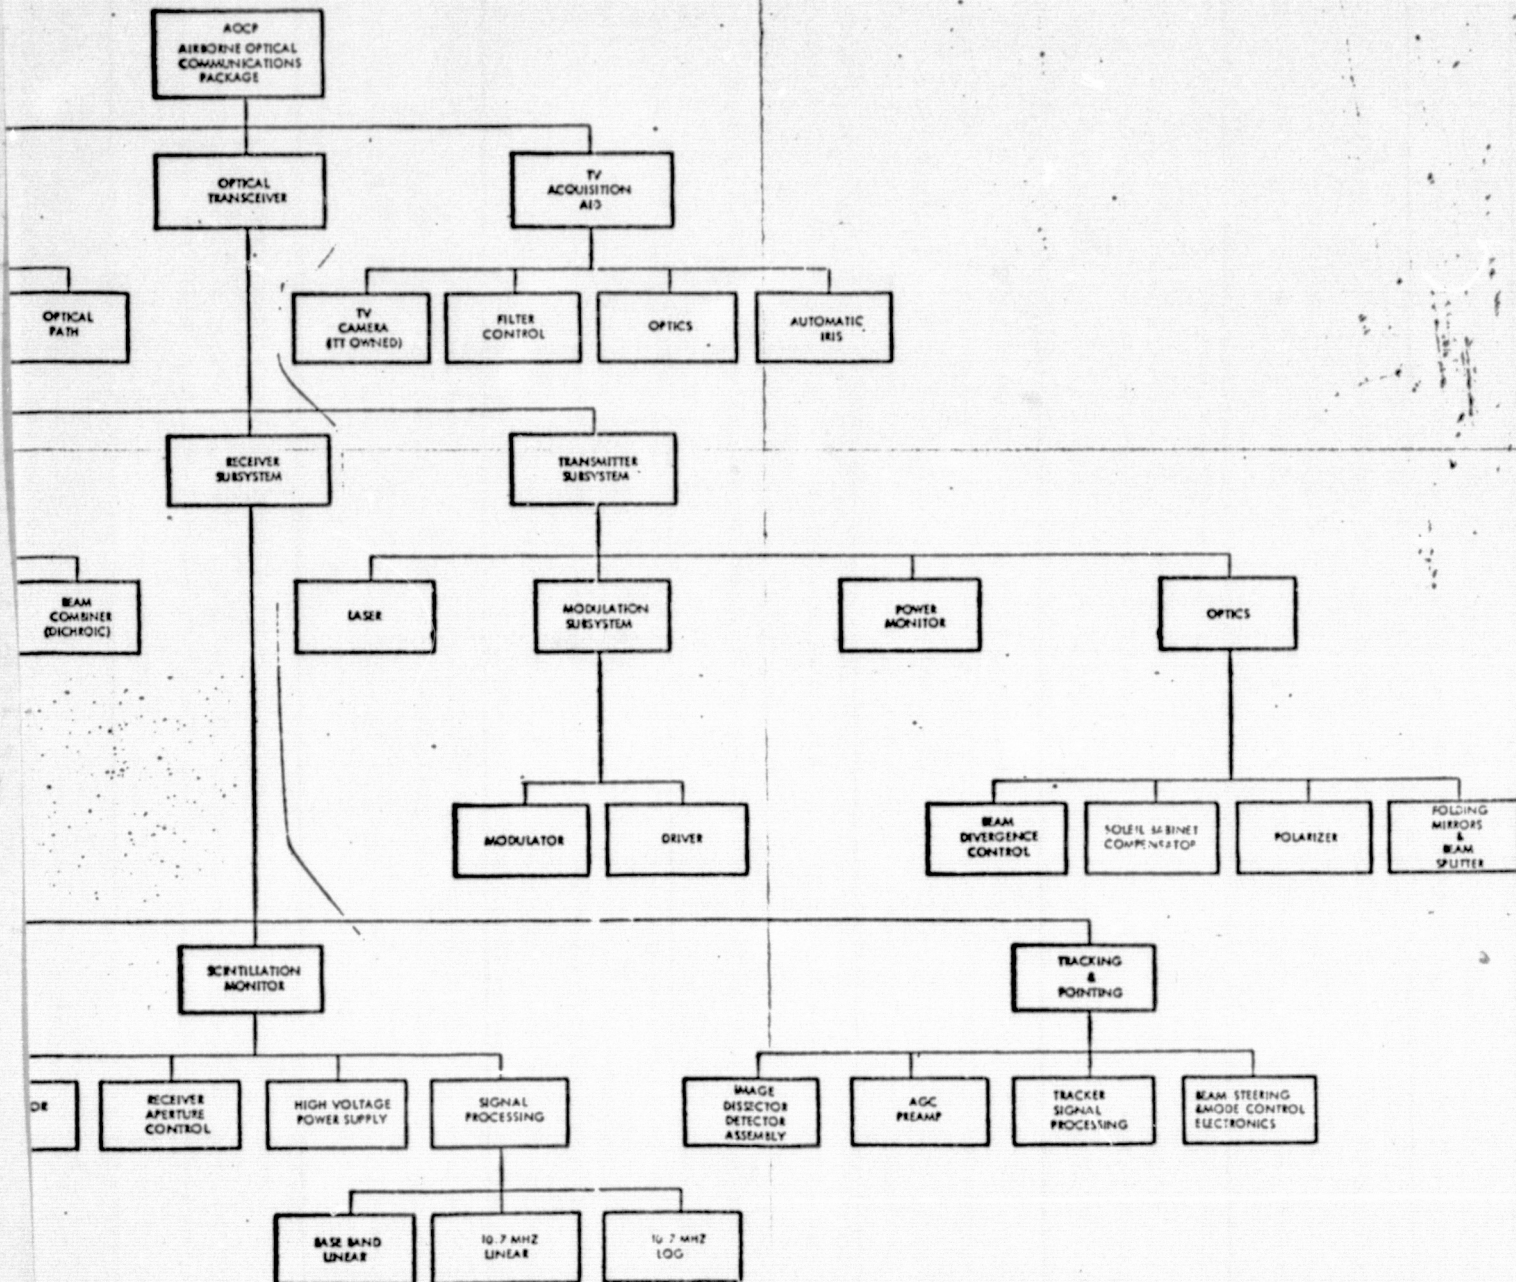 AOCP
AIRBORNE OPTICAL
COMMUNICATIONS
PACKAGE
OPTICAL
TRANSCEIVER
TV
ACQUISITION
AID
OPTICAL
PATH
TV
CAMERA
(ITT OWNED)
FILTER
CONTROL
OPTICS
AUTOMATIC
IRIS
RECEIVER
SUBSYSTEM
TRANSMITTER
SUBSYSTEM
BEAM
COMBINER
(DICHROIC)
LASER
MODULATION
SUBSYSTEM
POWER
MONITOR
OPTICS
MODULATOR
DRIVER
BEAM
DIVERGENCE
CONTROL
SOLEIL BABINET
COMPENSATOR
POLARIZER
FOLDING
MIRRORS
&
BEAM
SPLITTER
SCINTILLATION
MONITOR
TRACKING
&
POINTING
OR
RECEIVER
APERTURE
CONTROL
HIGH VOLTAGE
POWER SUPPLY
SIGNAL
PROCESSING
IMAGE
DISSECTOR
DETECTOR
ASSEMBLY
AGC
PREAMP
TRACKER
SIGNAL
PROCESSING
BEAM STEERING
&MODE CONTROL
ELECTRONICS
BASE BAND
LINEAR
10.7 MHZ
LINEAR
10.7 MHZ
LOG